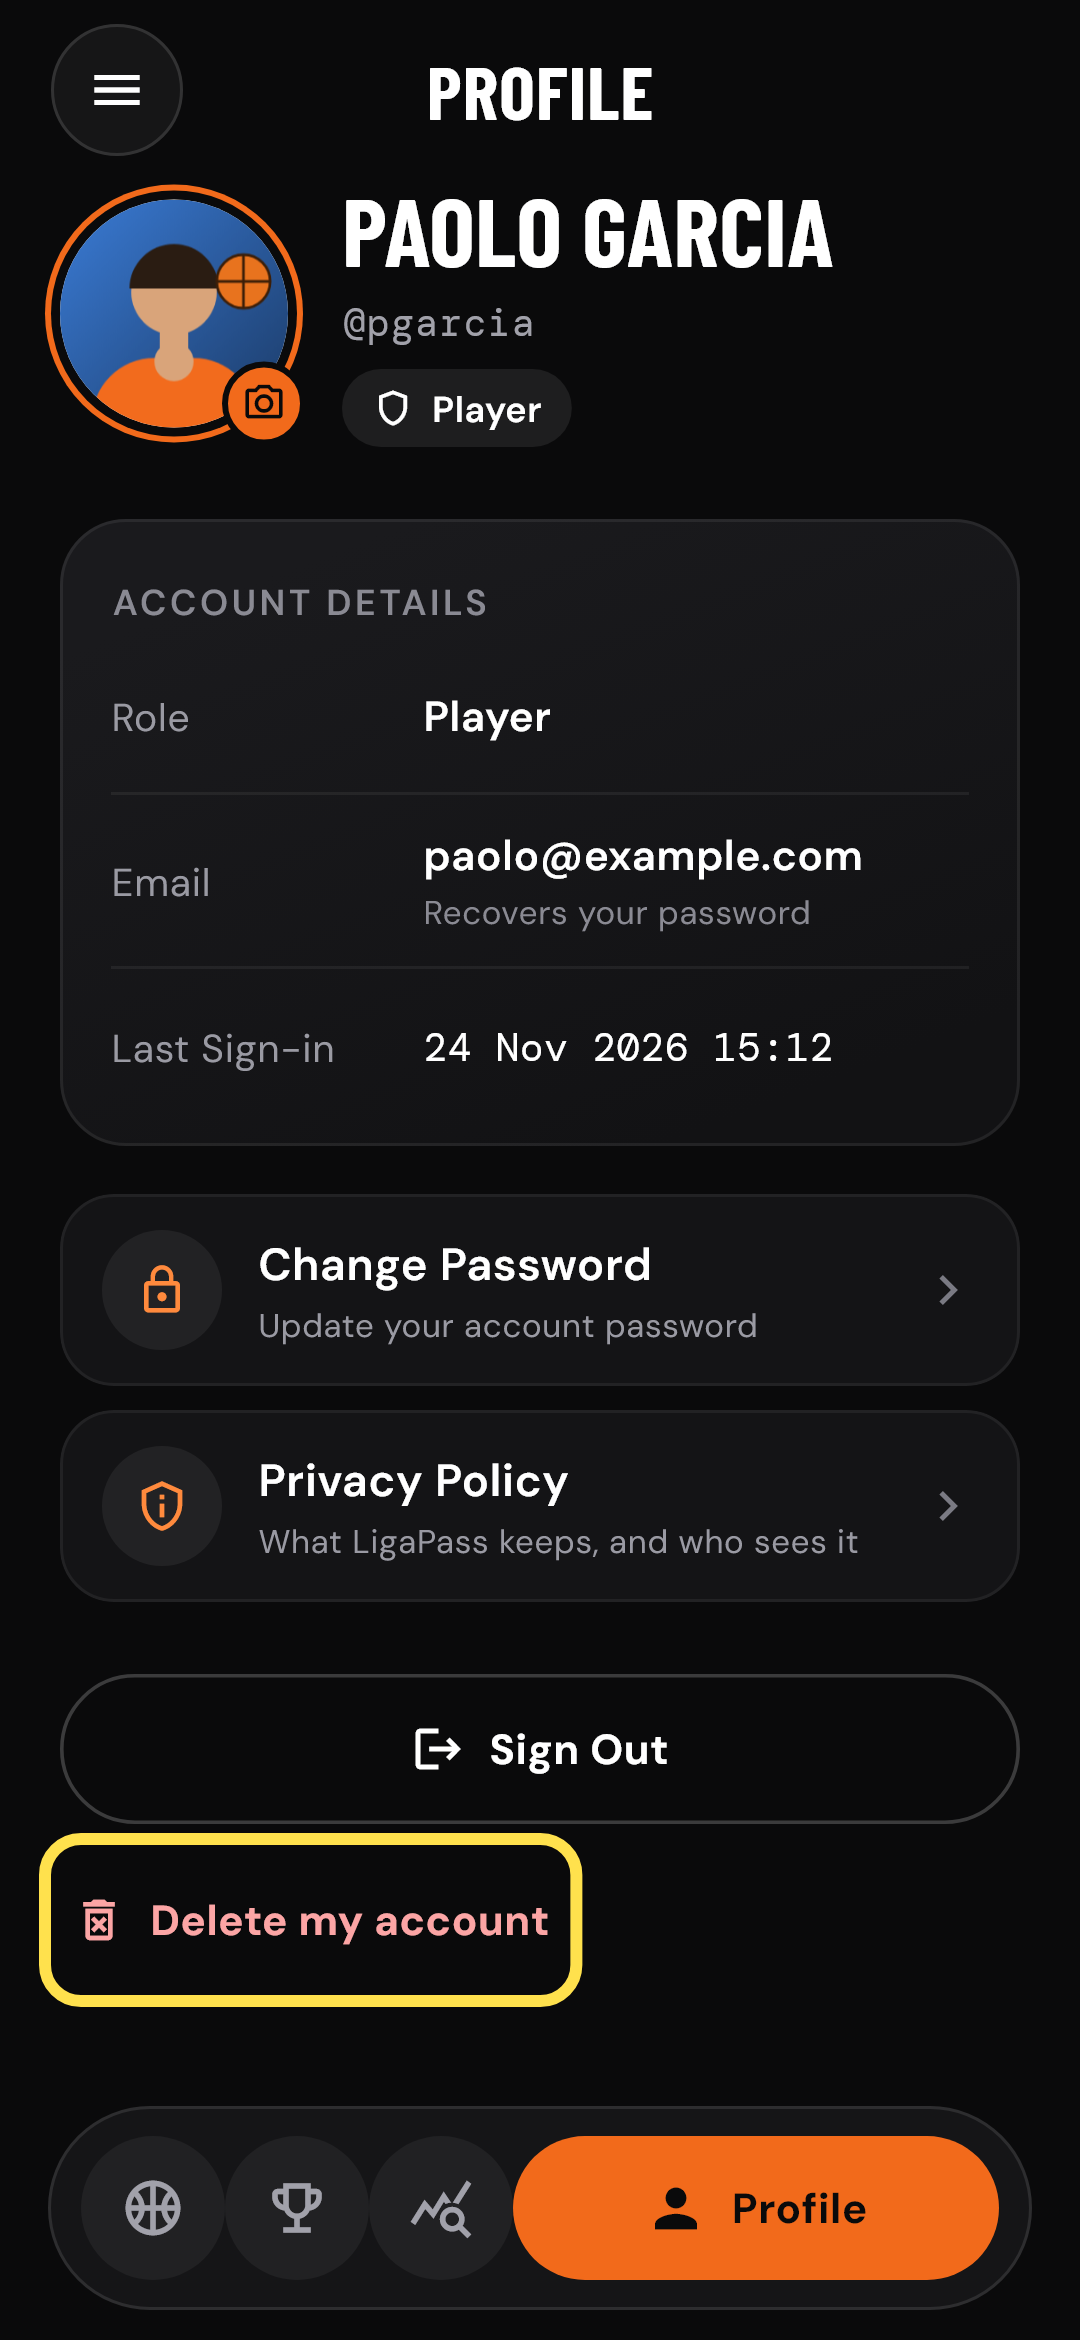 PROFILE
PAOLO GARCIA
@pgarcia
Player
ACCOUNT DETAILS
Role
Player
Email
paolo@example.com
Recovers your password
Last Sign-in
24 Nov 2026 15:12
Change Password
Update your account password
Privacy Policy
What LigaPass keeps, and who sees it
Sign Out
Delete my account
Profile